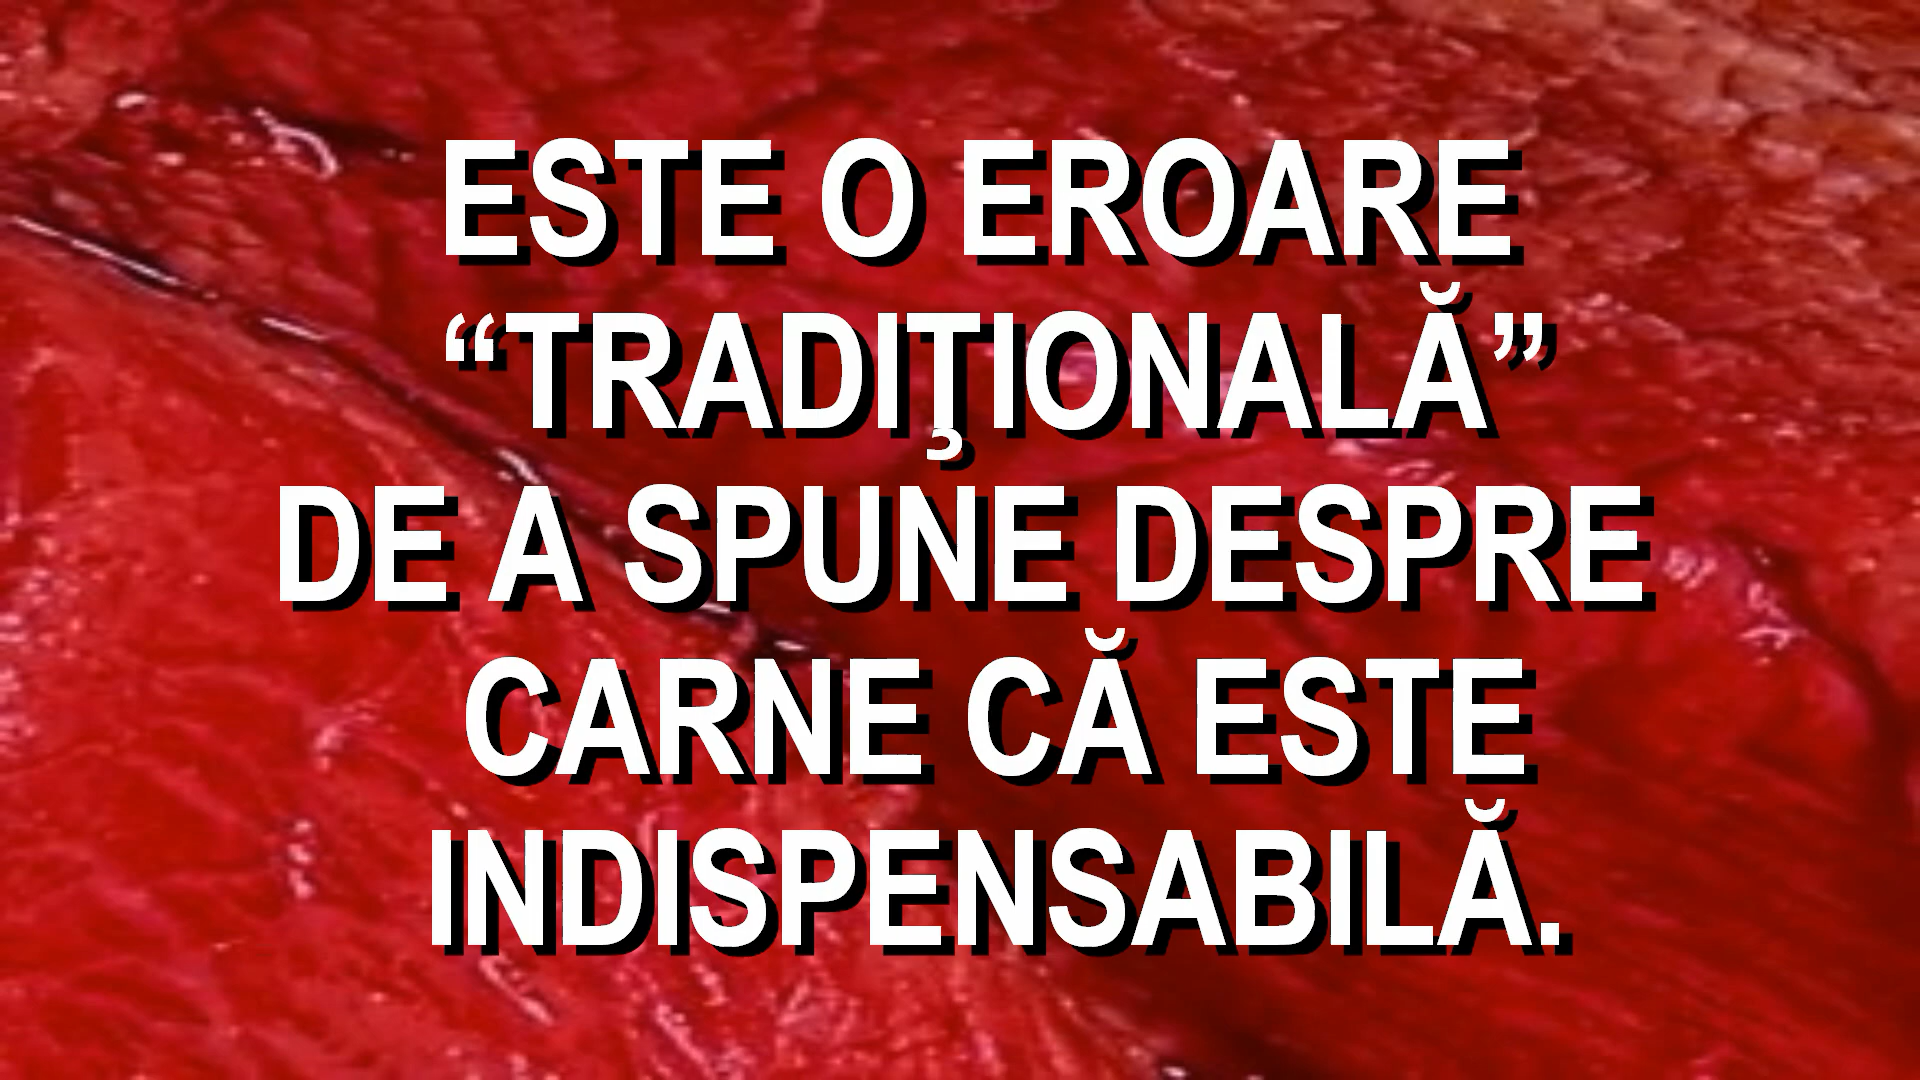 ESTE O EROARE
“TRADIŢIONALĂ”
DE A SPUNE DESPRE
CARNE CĂ ESTE
INDISPENSABILĂ.